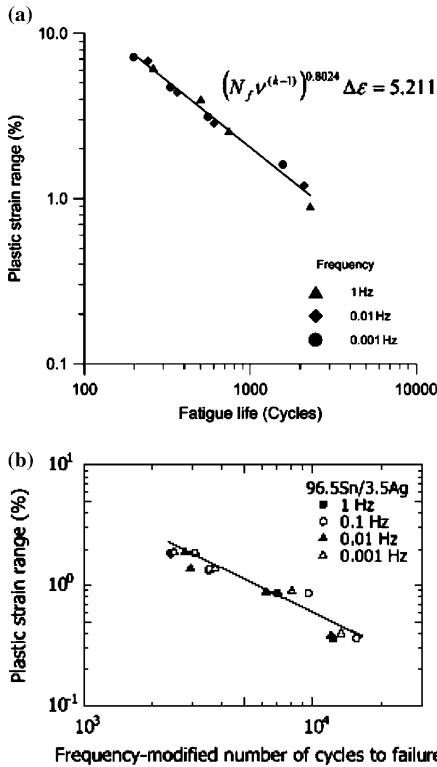 (a)
10.0
1.0
0.1
Plastic strain range (%)
(N_f ν^(k−1))^0.8024 Δε = 5.211
Frequency
▲ 1 Hz
◆ 0.01 Hz
● 0.001 Hz
100 1000 10000
Fatigue life (Cycles)
(b)
10^1
10^0
10^-1
Plastic strain range (%)
96.5Sn/3.5Ag
■ 1 Hz
○ 0.1 Hz
▲ 0.01 Hz
△ 0.001 Hz
10^3 10^4
Frequency-modified number of cycles to failure